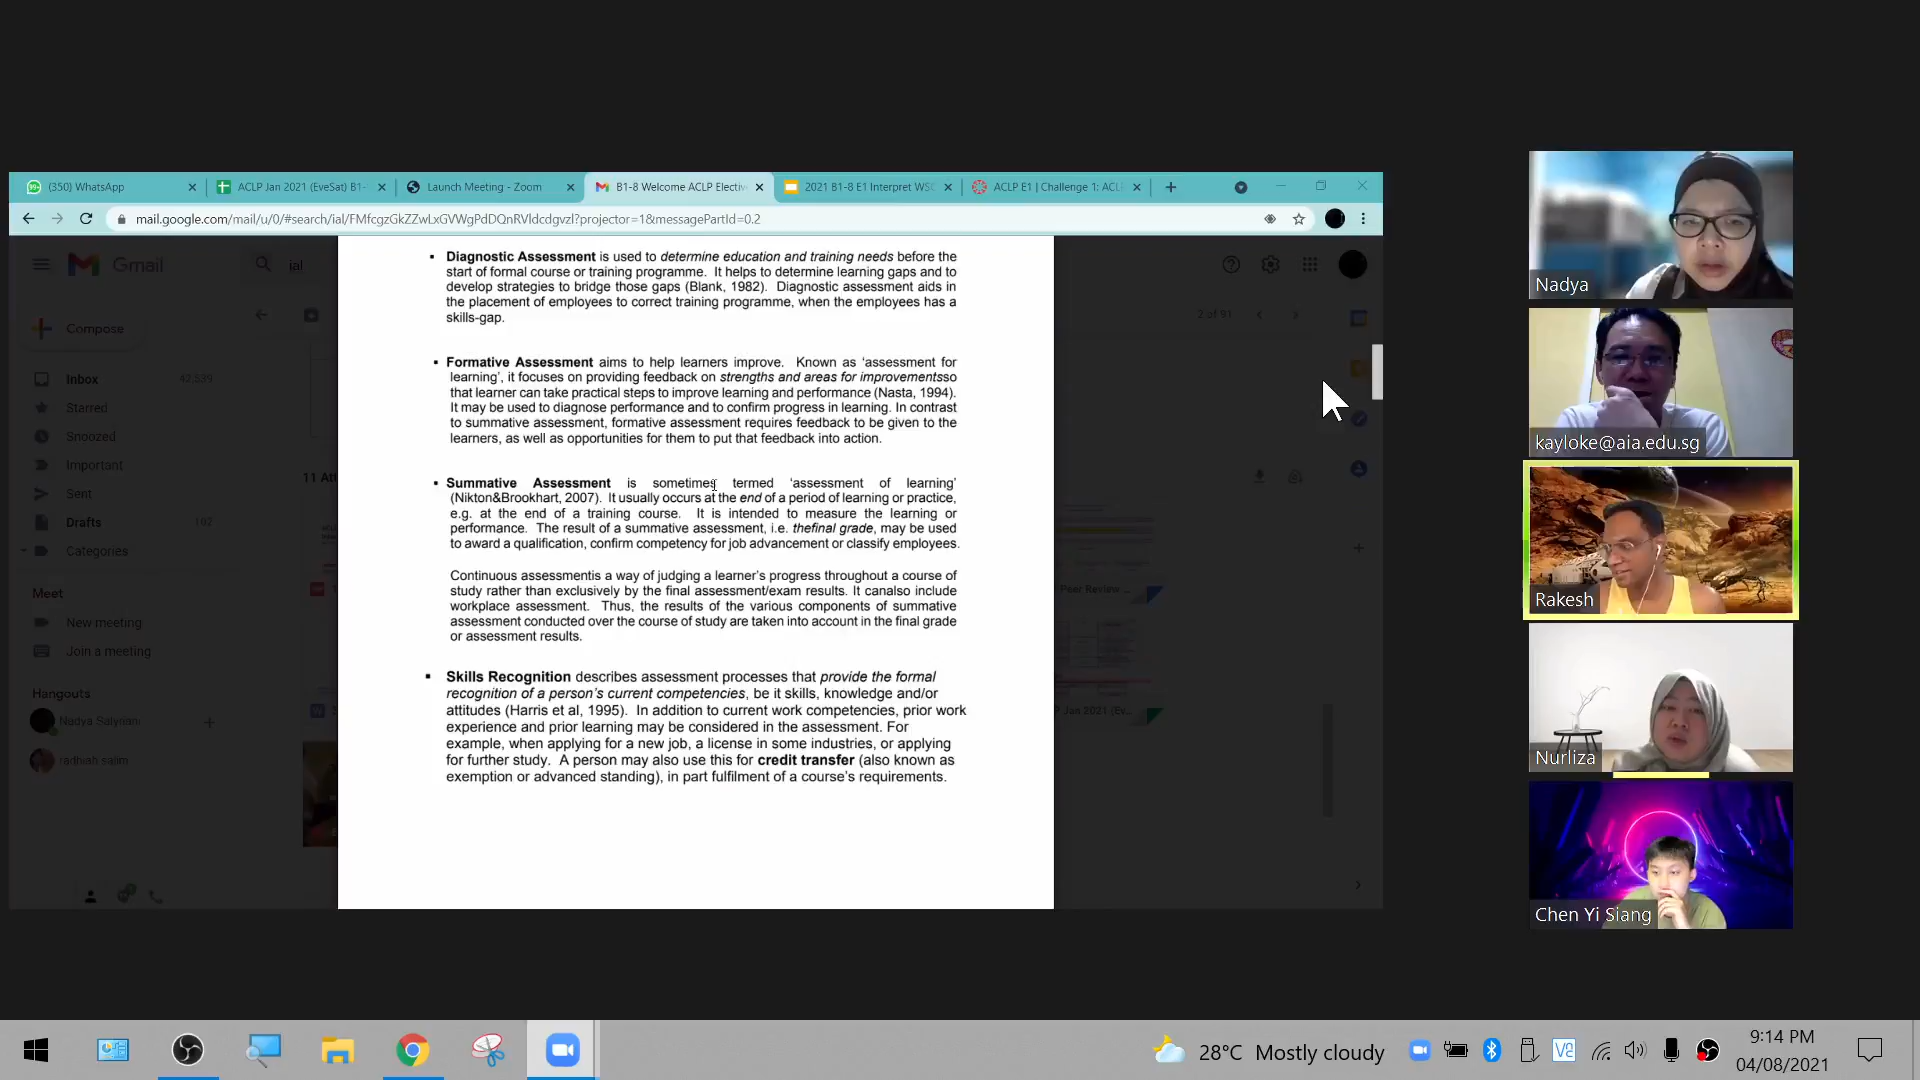 (350) WhatsApp
ACLP Jan 2021 (EveSat) B1-
Launch Meeting - Zoom
B1-8 Welcome ACLP Electiv
2021 B1-8 E1 Interpret WSC
ACLP E1 | Challenge 1: ACL
mail.google.com/mail/u/0/#search/ial/FMfcgzGkZZwLxGVWgPdDQnRVldcdgvzl?projector=1&messagePartId=0.2
Gmail
ial
Compose
Inbox 42,539
Starred
Snoozed
Important
Sent
Drafts 102
Categories
Meet
New meeting
Join a meeting
Hangouts
Nadya Satyriani
radhiah salim
2 of 91
11 Att
Peer Review ...
Jan 2021 (Ev...
▪ Diagnostic Assessment is used to determine education and training needs before the
start of formal course or training programme. It helps to determine learning gaps and to
develop strategies to bridge those gaps (Blank, 1982). Diagnostic assessment aids in
the placement of employees to correct training programme, when the employees has a
skills-gap.
▪ Formative Assessment aims to help learners improve. Known as ‘assessment for
learning’, it focuses on providing feedback on strengths and areas for improvementsso
that learner can take practical steps to improve learning and performance (Nasta, 1994).
It may be used to diagnose performance and to confirm progress in learning. In contrast
to summative assessment, formative assessment requires feedback to be given to the
learners, as well as opportunities for them to put that feedback into action.
▪ Summative Assessment is sometimes termed ‘assessment of learning’
(Nikton&Brookhart, 2007). It usually occurs at the end of a period of learning or practice,
e.g. at the end of a training course. It is intended to measure the learning or
performance. The result of a summative assessment, i.e. thefinal grade, may be used
to award a qualification, confirm competency for job advancement or classify employees.
Continuous assessmentis a way of judging a learner’s progress throughout a course of
study rather than exclusively by the final assessment/exam results. It canalso include
workplace assessment. Thus, the results of the various components of summative
assessment conducted over the course of study are taken into account in the final grade
or assessment results.
▪ Skills Recognition describes assessment processes that provide the formal
recognition of a person’s current competencies, be it skills, knowledge and/or
attitudes (Harris et al, 1995). In addition to current work competencies, prior work
experience and prior learning may be considered in the assessment. For
example, when applying for a new job, a license in some industries, or applying
for further study. A person may also use this for credit transfer (also known as
exemption or advanced standing), in part fulfilment of a course’s requirements.
Nadya
kayloke@aia.edu.sg
Rakesh
Nurliza
Chen Yi Siang
28°C Mostly cloudy
9:14 PM
04/08/2021